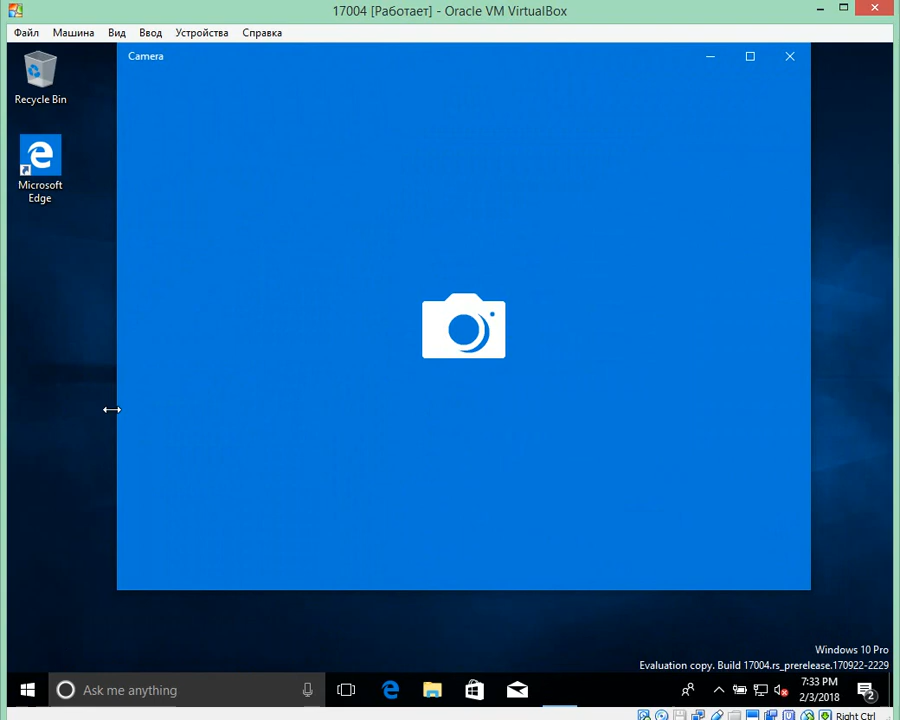 17004 [Работает] - Oracle VM VirtualBox
Файл Машина Вид Ввод Устройства Справка
Camera
Recycle Bin
Microsoft
Edge
Windows 10 Pro
Evaluation copy. Build 17004.rs_prerelease.170922-2229
Ask me anything
7:33 PM
2/3/2018
2
Right Ctrl